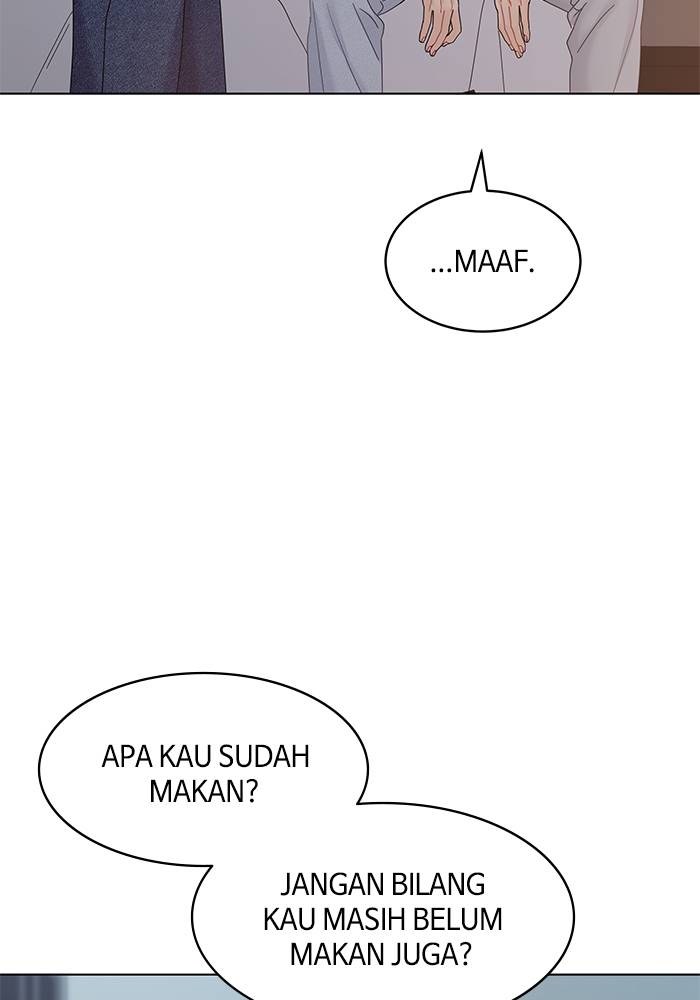 ...MAAF.
APA KAU SUDAH
MAKAN?
JANGAN BILANG
KAU MASIH BELUM
MAKAN JUGA?